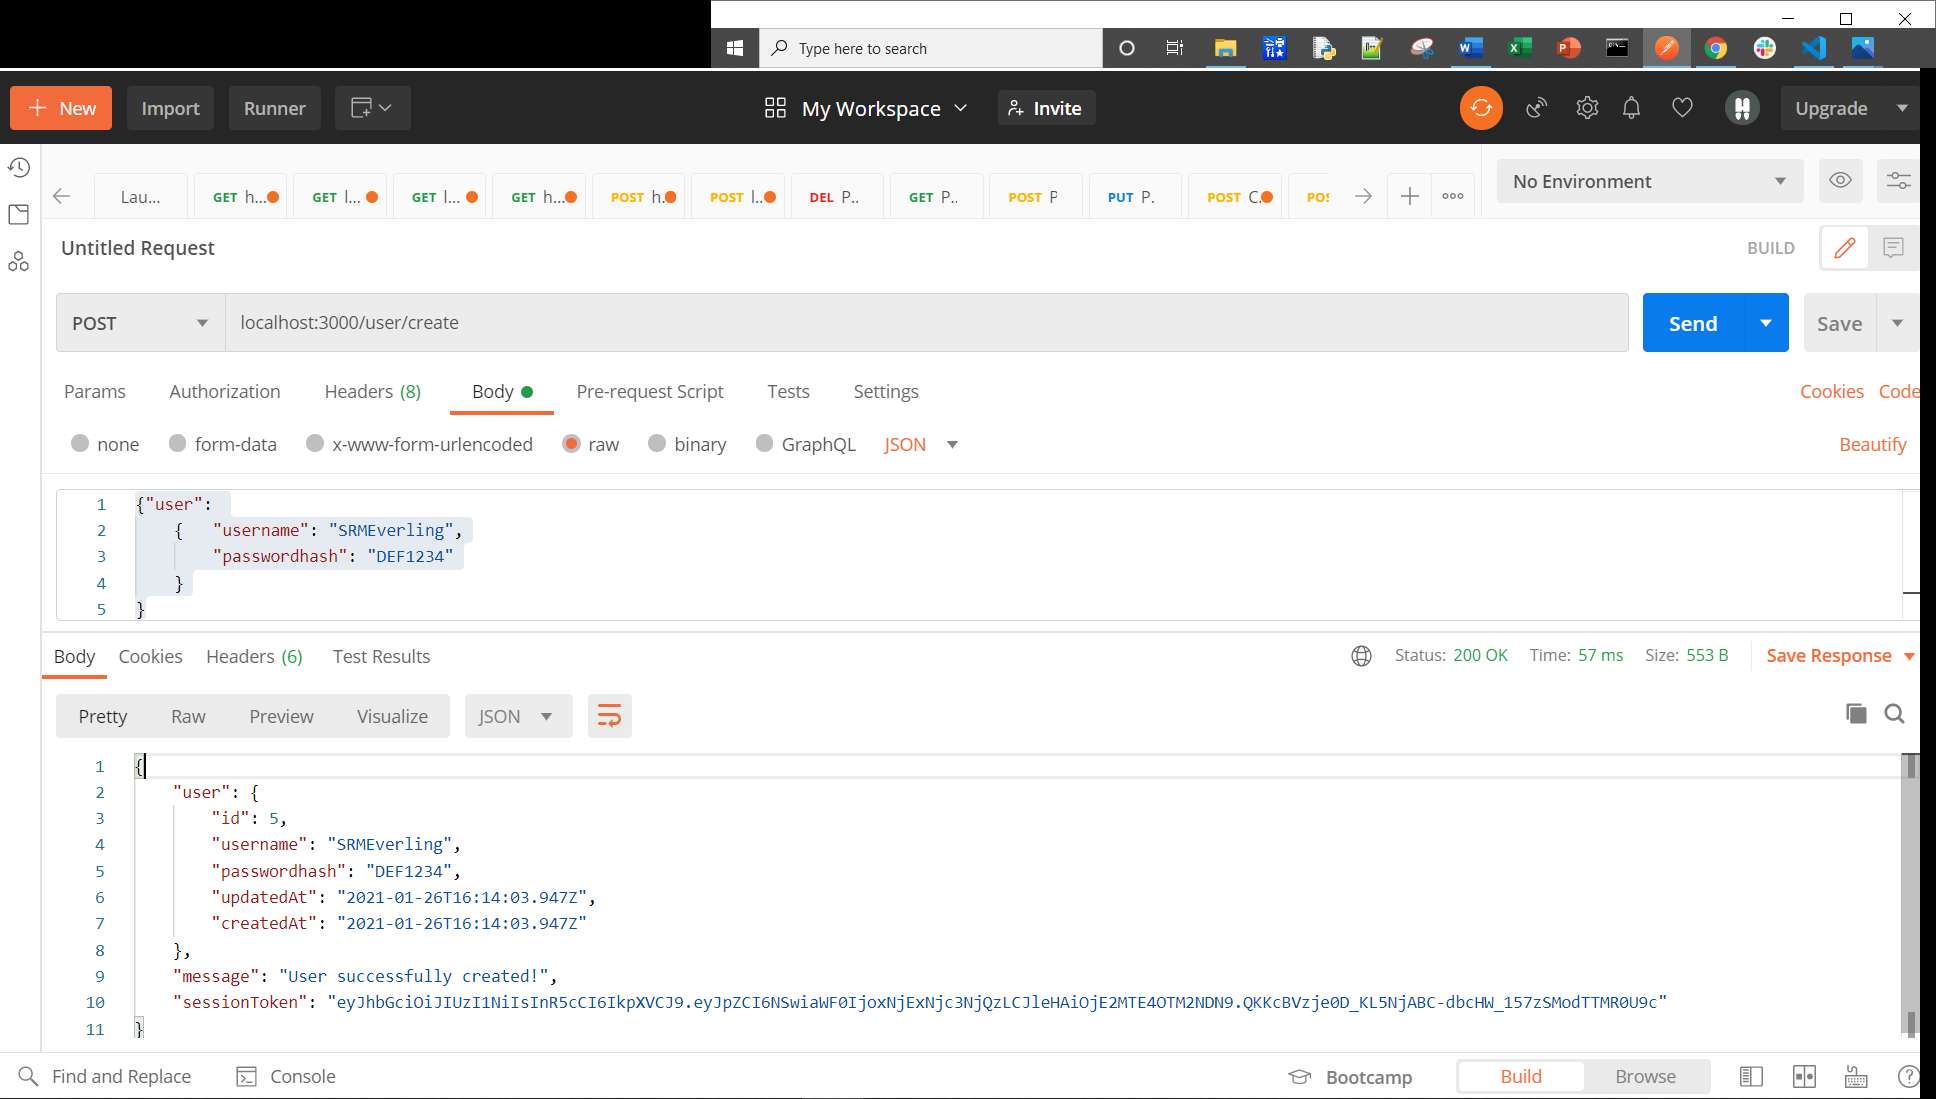 Type here to search
New Import Runner My Workspace Invite Upgrade
Lau... GET h... GET l... GET l... GET h... POST h. POST l.. DEL P.. GET P.. POST P PUT P. POST C. POS No Environment
Untitled Request BUILD
POST localhost:3000/user/create Send Save
Params Authorization Headers (8) Body Pre-request Script Tests Settings Cookies Code
none form-data x-www-form-urlencoded raw binary GraphQL JSON Beautify
1 {"user":
2 { "username": "SRMEverling",
3 "passwordhash": "DEF1234"
4 }
5 }
Body Cookies Headers (6) Test Results Status: 200 OK Time: 57 ms Size: 553 B Save Response
Pretty Raw Preview Visualize JSON
1 {
2 "user": {
3 "id": 5,
4 "username": "SRMEverling",
5 "passwordhash": "DEF1234",
6 "updatedAt": "2021-01-26T16:14:03.947Z",
7 "createdAt": "2021-01-26T16:14:03.947Z"
8 },
9 "message": "User successfully created!",
10 "sessionToken": "eyJhbGciOiJIUzI1NiIsInR5cCI6IkpXVCJ9.eyJpZCI6NSwiaWF0IjoxNjExNjc3NjQzLCJleHAiOjE2MTE4OTM2NDN9.QKKcBVzje0D_KL5NjABC-dbcHW_157zSModTTMR0U9c"
11 }
Find and Replace Console Bootcamp Build Browse